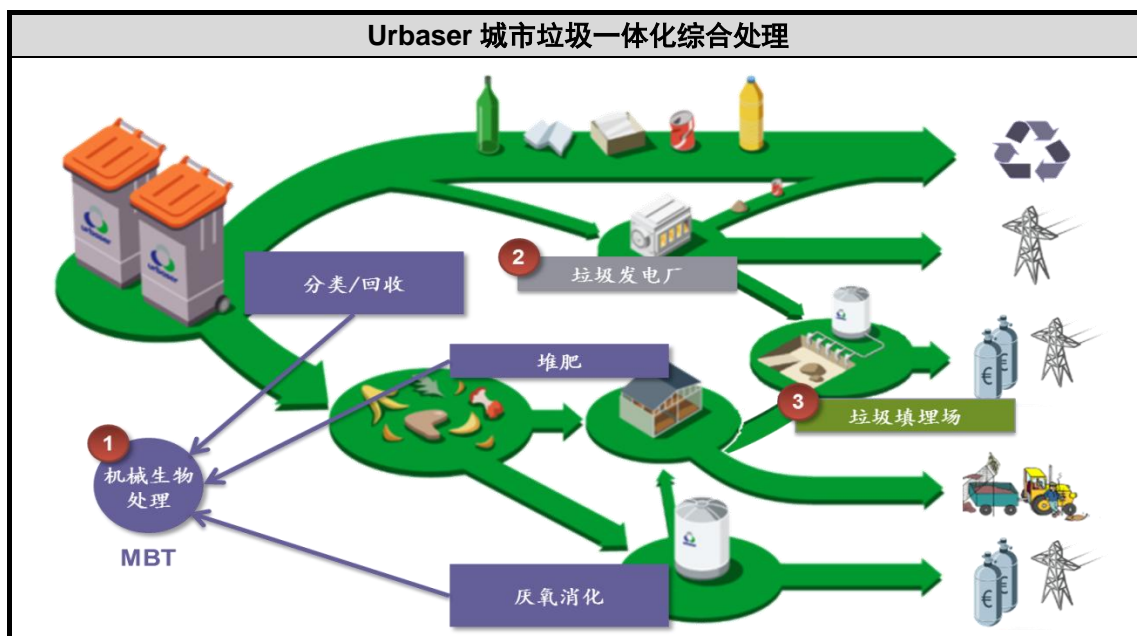 Urbaser 城市垃圾一体化综合处理
urbaser
urbaser
分类/回收
2
垃圾发电厂
堆肥
3
垃圾填埋场
1
机械生物
处理
MBT
厌氧消化
€
€